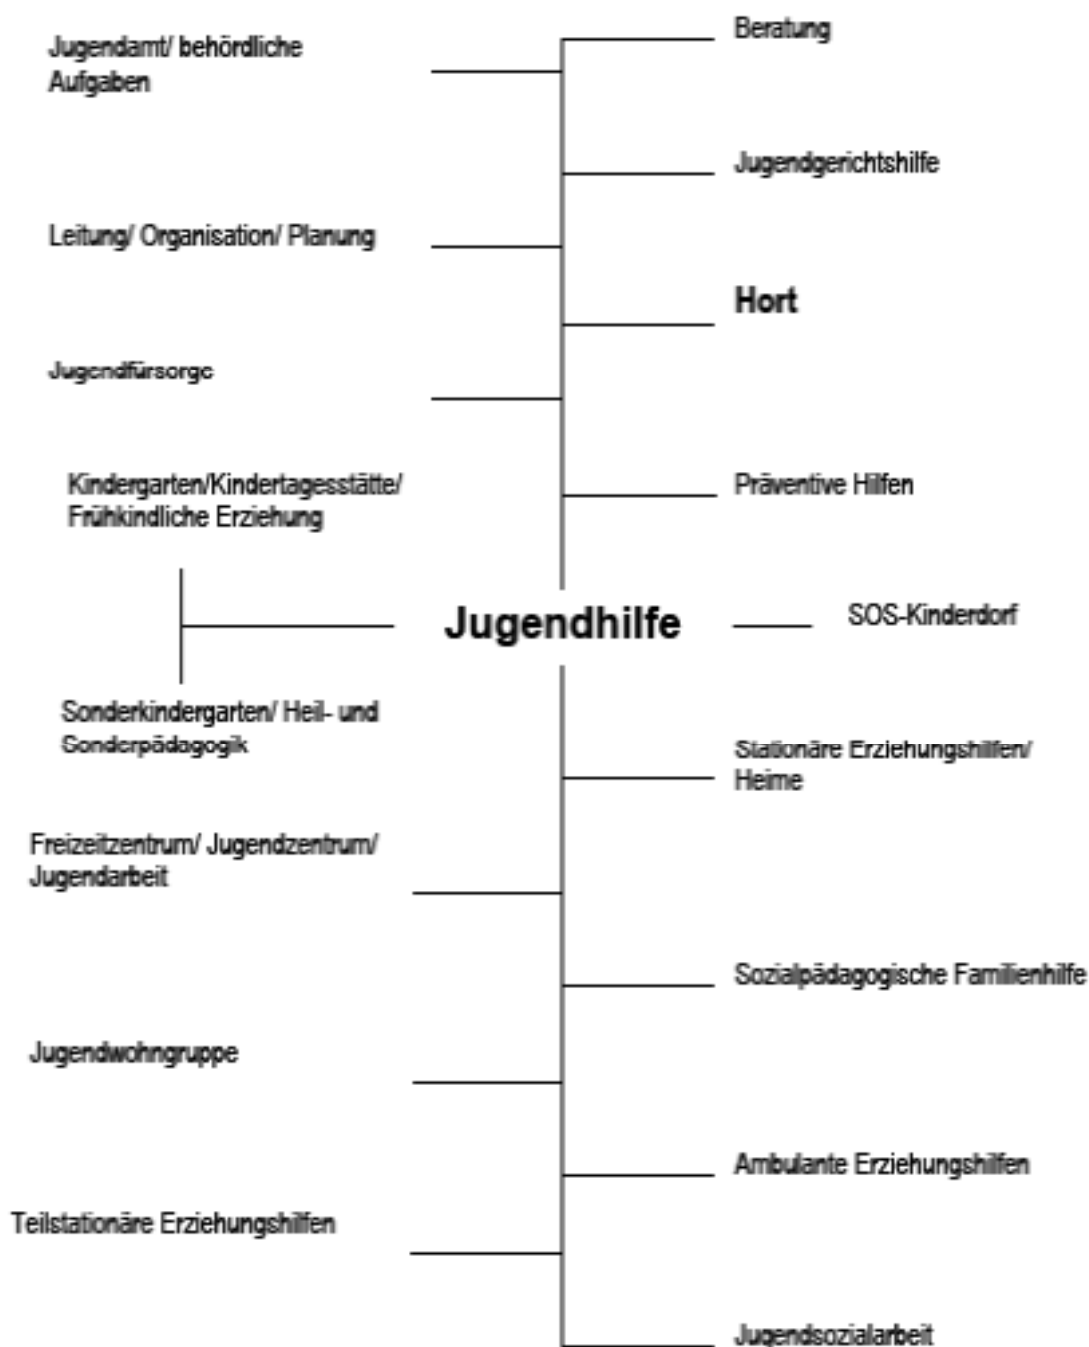 Beratung
Jugendamt/ behördliche
Aufgaben
Jugendgerichtshilfe
Leitung/ Organisation/ Planung
Hort
Jugendfürsorge
Kindergarten/Kindertagesstätte/
Frühkindliche Erziehung
Präventive Hilfen
Jugendhilfe
SOS-Kinderdorf
Sonderkindergarten/ Heil- und
Sonderpädagogik
Stationäre Erziehungshilfen/
Heime
Freizeitzentrum/ Jugendzentrum/
Jugendarbeit
Sozialpädagogische Familienhilfe
Jugendwohngruppe
Ambulante Erziehungshilfen
Teilstationäre Erziehungshilfen
Jugendsozialarbeit